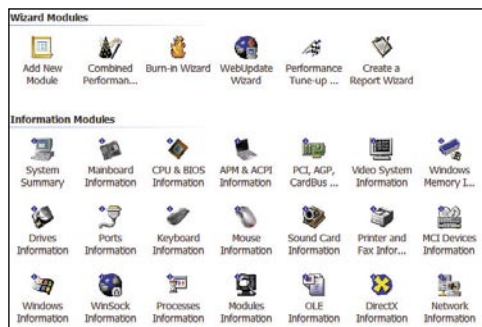 Wizard Modules
Add New Module
Combined Performan...
Burn-in Wizard
WebUpdate Wizard
Performance Tune-up ...
Create a Report Wizard
Information Modules
System Summary
Mainboard Information
CPU & BIOS Information
APM & ACPI Information
PCI, AGP, CardBus ...
Video System Information
Windows Memory I...
Drives Information
Ports Information
Keyboard Information
Mouse Information
Sound Card Information
Printer and Fax Infor...
MCI Devices Information
Windows Information
WinSock Information
Processes Information
Modules Information
OLE Information
DirectX Information
Network Information